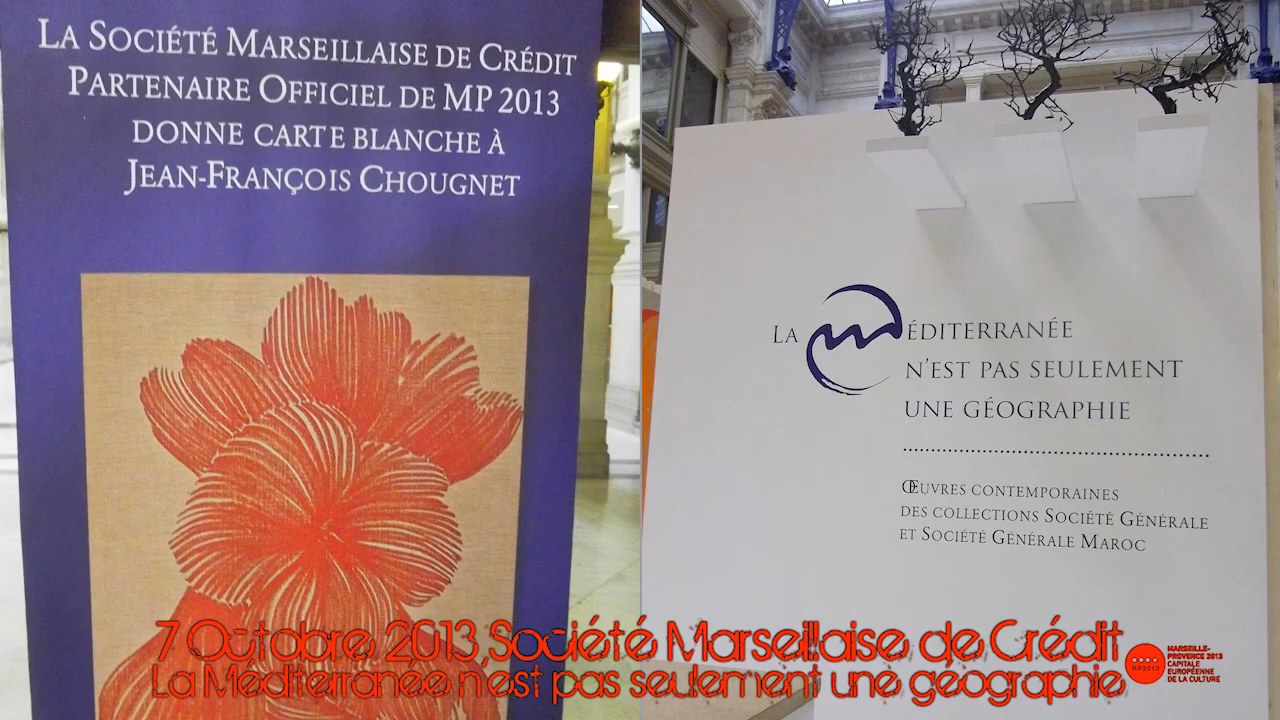 La Société Marseillaise de Crédit
Partenaire Officiel de MP 2013
donne carte blanche à
Jean-François Chougnet
La Méditerranée
n'est pas seulement
une géographie
Œuvres contemporaines
des collections Société Générale
et Société Générale Maroc
7 Octobre 2013 Société Marseillaise de Crédit
La Méditerranée n'est pas seulement une géographie
MP2013
MARSEILLE-
PROVENCE 2013
CAPITALE
EUROPÉENNE
DE LA CULTURE